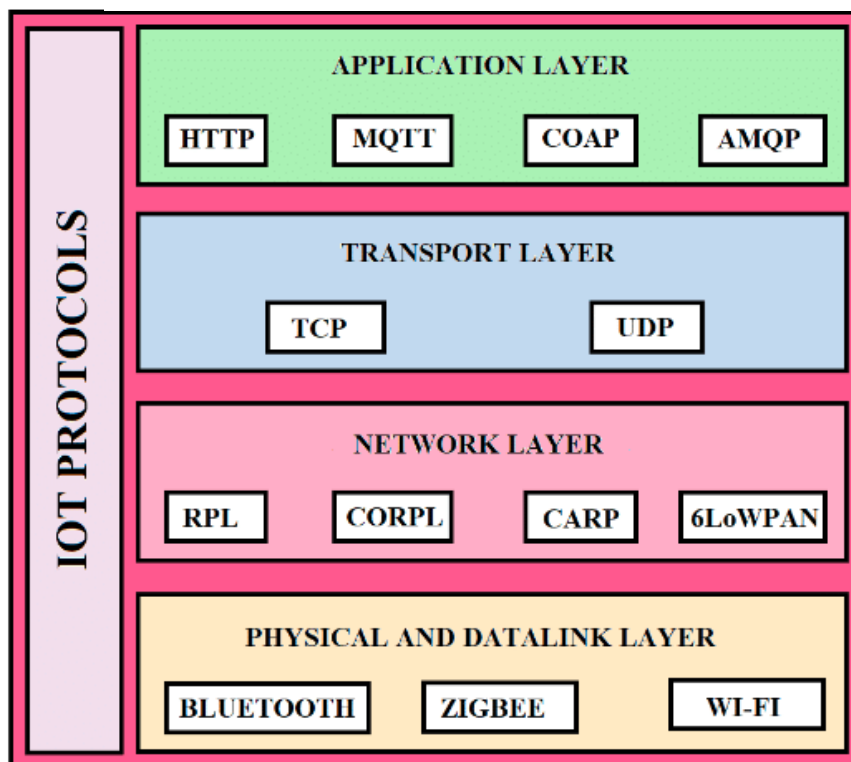 IOT PROTOCOLS
APPLICATION LAYER
HTTP MQTT COAP AMQP
TRANSPORT LAYER
TCP UDP
NETWORK LAYER
RPL CORPL CARP 6LoWPAN
PHYSICAL AND DATALINK LAYER
BLUETOOTH ZIGBEE WI-FI